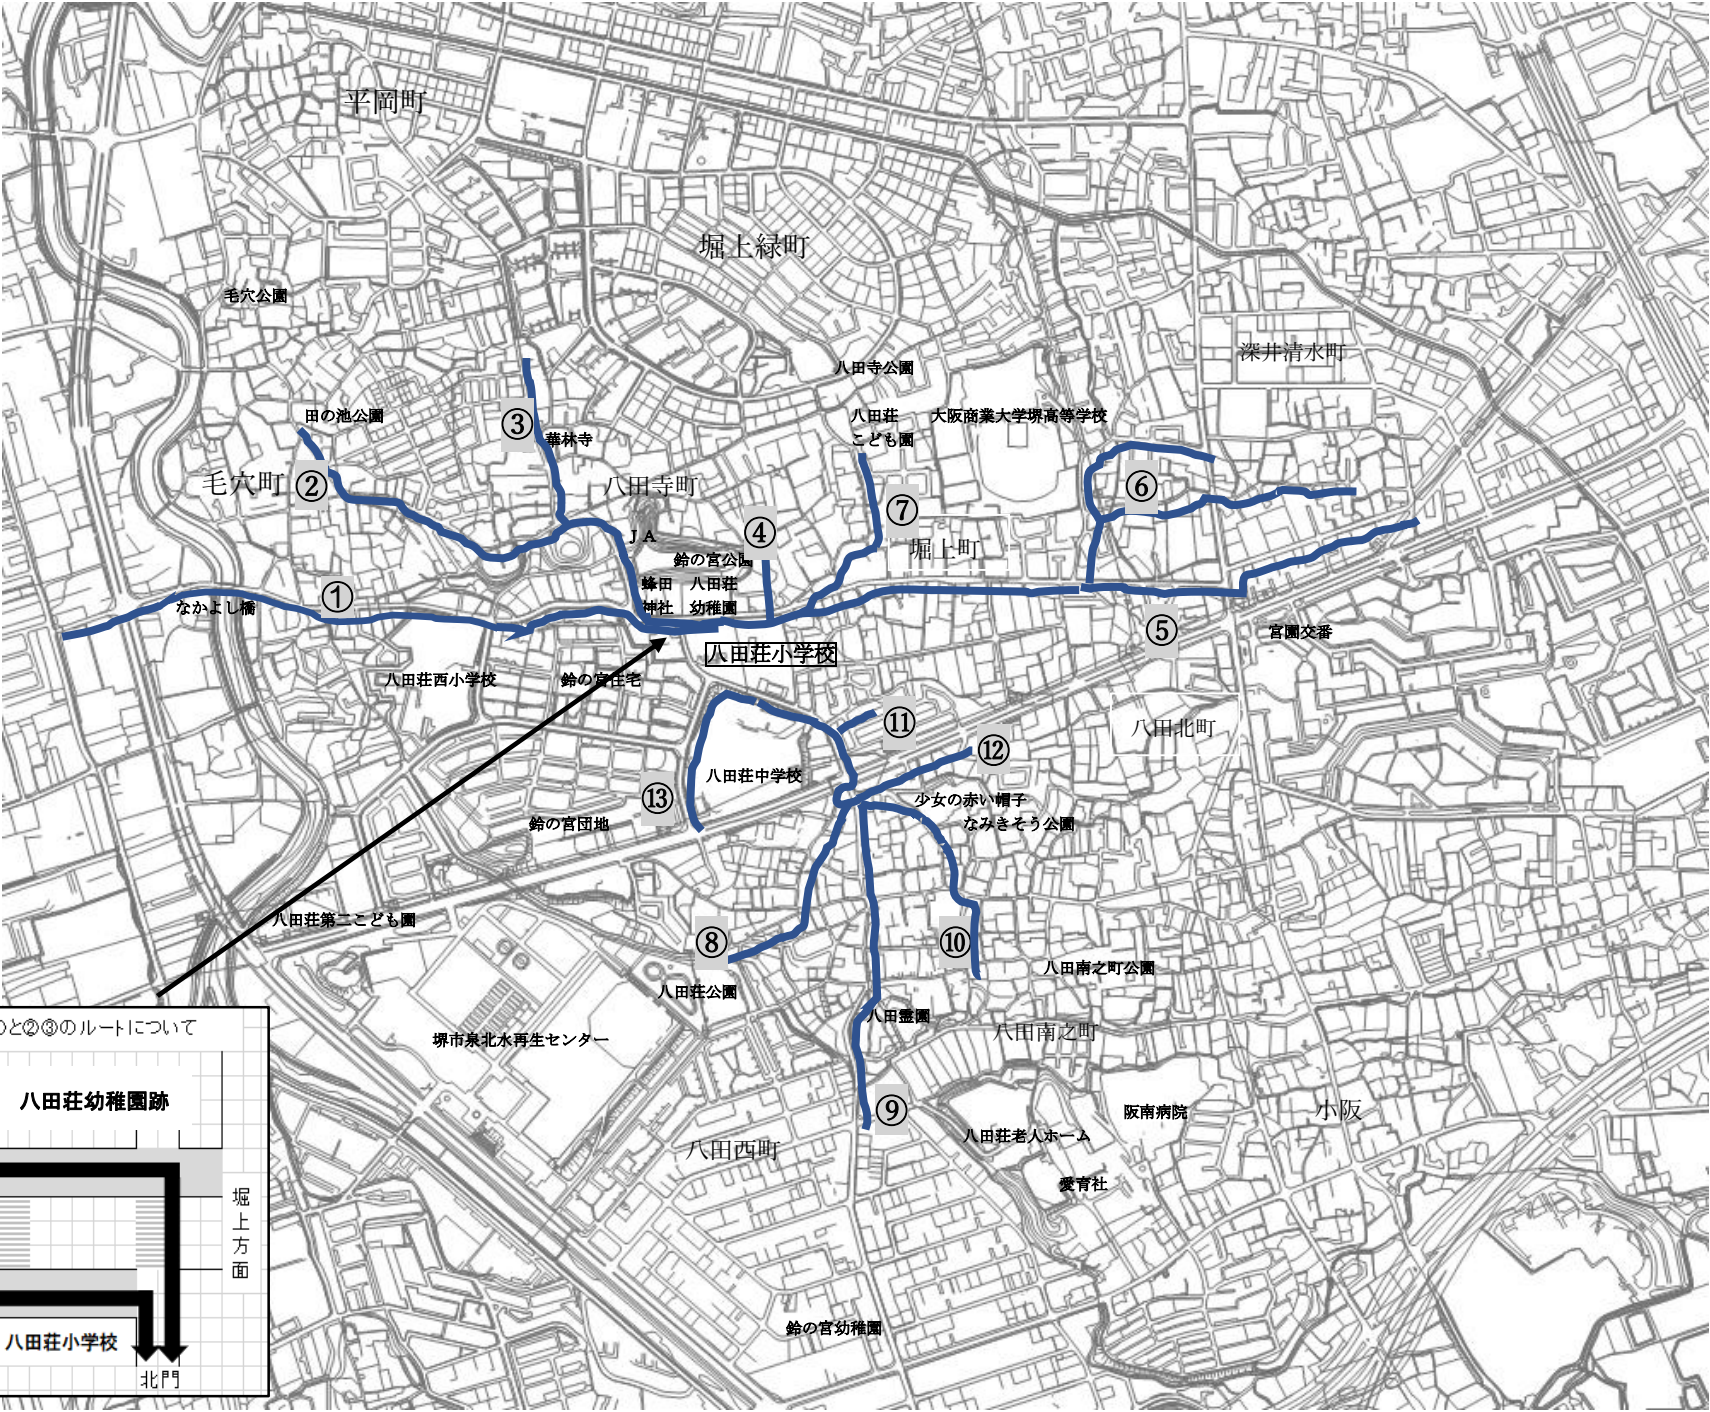 平岡町
堀上緑町
毛穴公園
深井清水町
八田寺公園
田の池公園
③
華林寺
八田荘
こども園
大阪商業大学堺高等学校
毛穴町
②
八田寺町
⑥
⑦
④
ＪＡ
堀上町
鈴の宮公園
蜂田
神社
八田荘
幼稚園
①
なかよし橋
⑤
宮園交番
八田荘小学校
八田荘西小学校
鈴の宮住宅
⑪
八田北町
⑫
八田荘中学校
⑬
少女の赤い帽子
なみきそう公園
鈴の宮団地
八田荘第二こども園
⑧
⑩
八田荘公園
八田南之町公園
八田霊園
八田南之町
堺市泉北水再生センター
⑨
阪南病院
小阪
八田荘老人ホーム
八田西町
愛育社
鈴の宮幼稚園
と②③のルートについて
八田荘幼稚園跡
堀上方面
八田荘小学校
北門